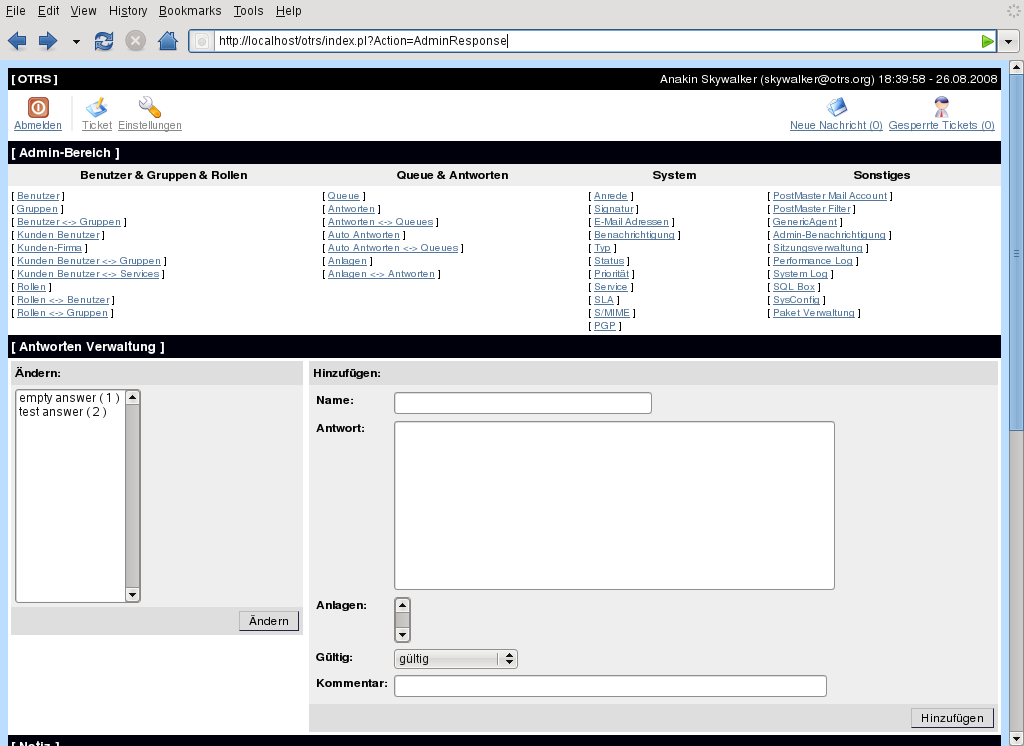 File Edit View History Bookmarks Tools Help
http://localhost/otrs/index.pl?Action=AdminResponse
[ OTRS ] Anakin Skywalker (skywalker@otrs.org) 18:39:58 - 26.08.2008
Abmelden Ticket Einstellungen Neue Nachricht (0) Gesperrte Tickets (0)
[ Admin-Bereich ]
Benutzer & Gruppen & Rollen Queue & Antworten System Sonstiges
[ Benutzer ] [ Queue ] [ Anrede ] [ PostMaster Mail Account ]
[ Gruppen ] [ Antworten ] [ Signatur ] [ PostMaster Filter ]
[ Benutzer <-> Gruppen ] [ Antworten <-> Queues ] [ E-Mail Adressen ] [ GenericAgent ]
[ Kunden Benutzer ] [ Auto Antworten ] [ Benachrichtigung ] [ Admin-Benachrichtigung ]
[ Kunden-Firma ] [ Auto Antworten <-> Queues ] [ Typ ] [ Sitzungsverwaltung ]
[ Kunden Benutzer <-> Gruppen ] [ Anlagen ] [ Status ] [ Performance Log ]
[ Kunden Benutzer <-> Services ] [ Anlagen <-> Antworten ] [ Priorität ] [ System Log ]
[ Rollen ] [ Service ] [ SQL Box ]
[ Rollen <-> Benutzer ] [ SLA ] [ SysConfig ]
[ Rollen <-> Gruppen ] [ S/MIME ] [ Paket Verwaltung ]
[ PGP ]
[ Antworten Verwaltung ]
Ändern: Hinzufügen:
empty answer ( 1 )
test answer ( 2 )
Ändern
Name:
Antwort:
Anlagen:
Gültig: gültig
Kommentar:
Hinzufügen
[ Notiz ]